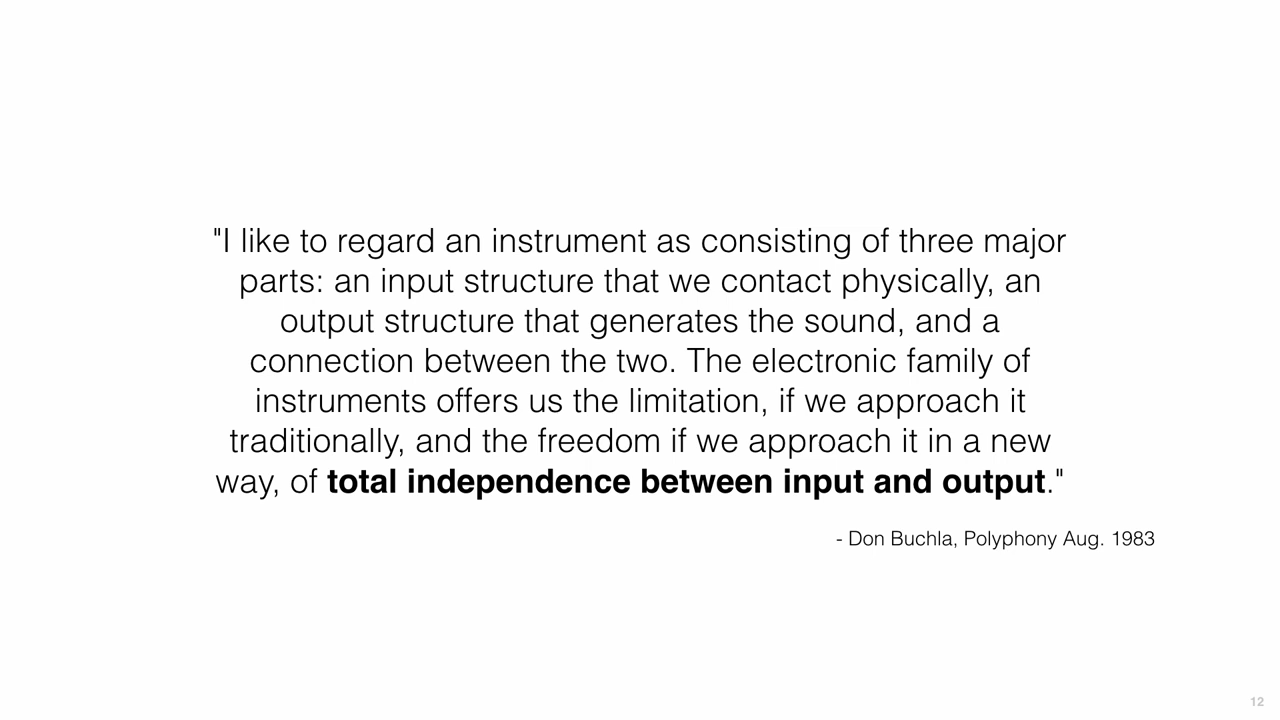 "I like to regard an instrument as consisting of three major
parts: an input structure that we contact physically, an
output structure that generates the sound, and a
connection between the two. The electronic family of
instruments offers us the limitation, if we approach it
traditionally, and the freedom if we approach it in a new
way, of total independence between input and output."
- Don Buchla, Polyphony Aug. 1983
12